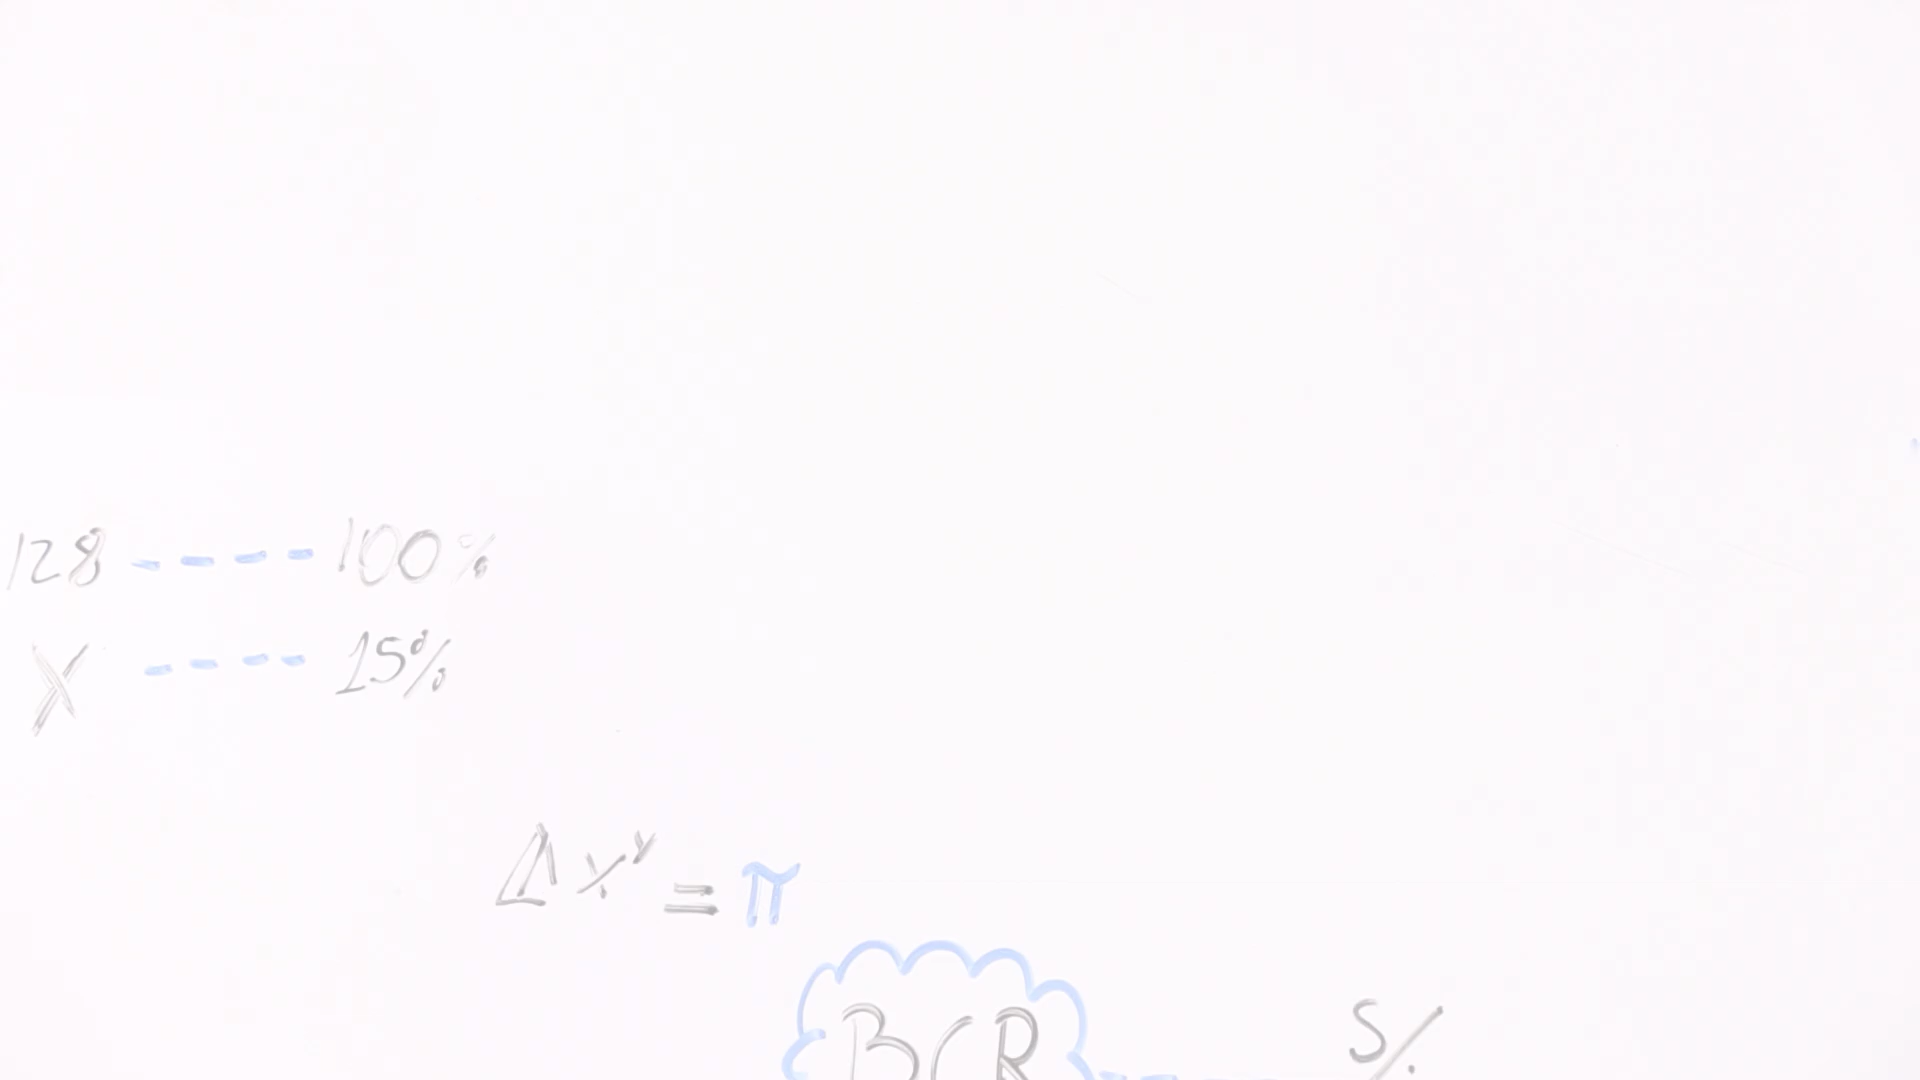 128 ---- 100%
X ---- 15%
Δx^y = π
BCR -- S/.